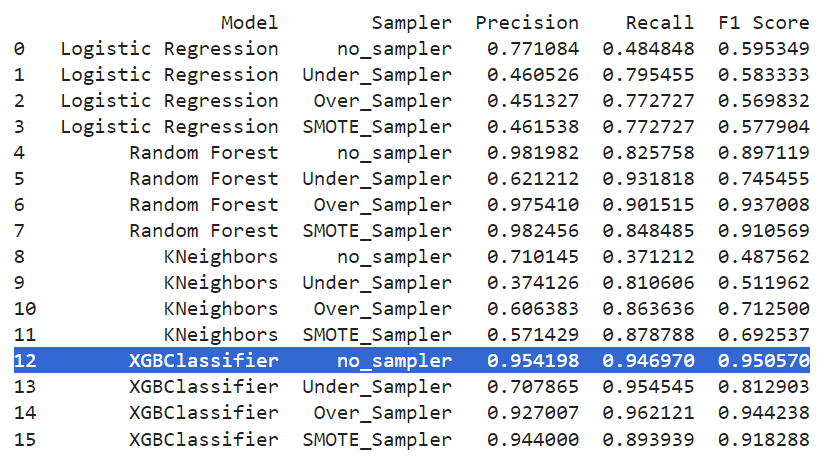 Model Sampler Precision Recall F1 Score
0 Logistic Regression no_sampler 0.771084 0.484848 0.595349
1 Logistic Regression Under_Sampler 0.460526 0.795455 0.583333
2 Logistic Regression Over_Sampler 0.451327 0.772727 0.569832
3 Logistic Regression SMOTE_Sampler 0.461538 0.772727 0.577904
4 Random Forest no_sampler 0.981982 0.825758 0.897119
5 Random Forest Under_Sampler 0.621212 0.931818 0.745455
6 Random Forest Over_Sampler 0.975410 0.901515 0.937008
7 Random Forest SMOTE_Sampler 0.982456 0.848485 0.910569
8 KNeighbors no_sampler 0.710145 0.371212 0.487562
9 KNeighbors Under_Sampler 0.374126 0.810606 0.511962
10 KNeighbors Over_Sampler 0.606383 0.863636 0.712500
11 KNeighbors SMOTE_Sampler 0.571429 0.878788 0.692537
12 XGBClassifier no_sampler 0.954198 0.946970 0.950570
13 XGBClassifier Under_Sampler 0.707865 0.954545 0.812903
14 XGBClassifier Over_Sampler 0.927007 0.962121 0.944238
15 XGBClassifier SMOTE_Sampler 0.944000 0.893939 0.918288